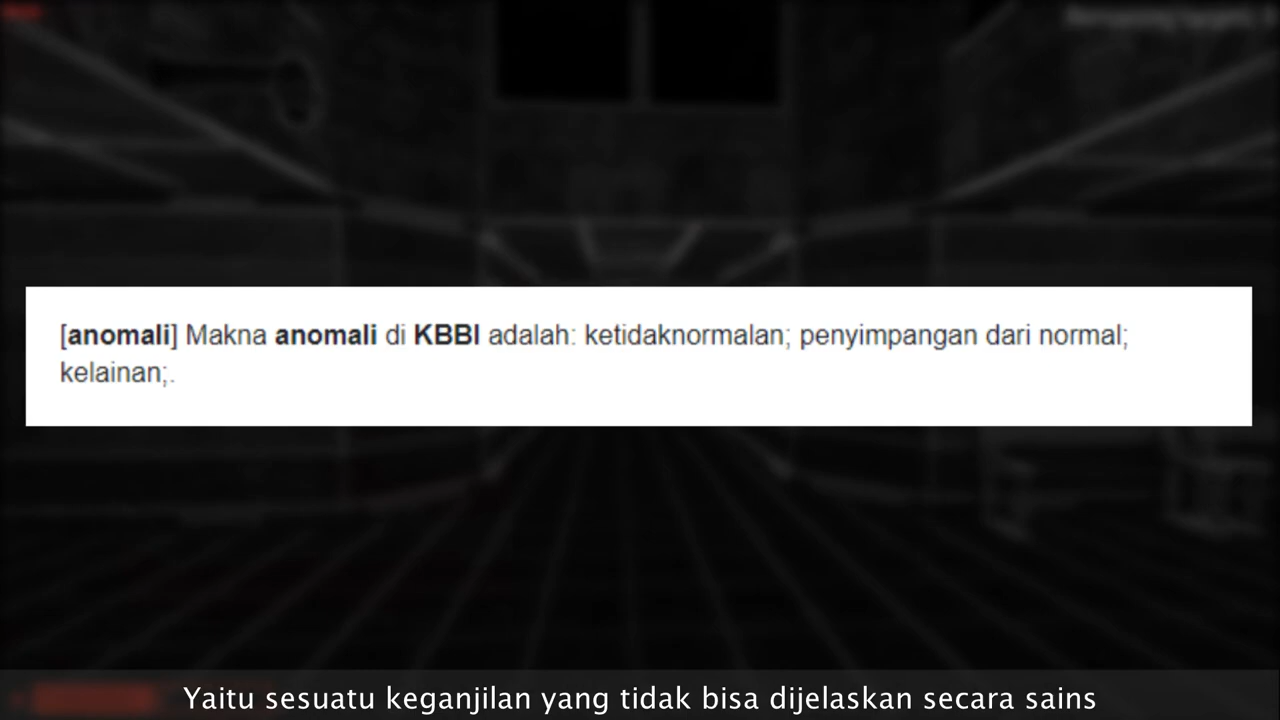 [anomali] Makna anomali di KBBI adalah: ketidaknormalan; penyimpangan dari normal;
kelainan;.
Yaitu sesuatu keganjilan yang tidak bisa dijelaskan secara sains